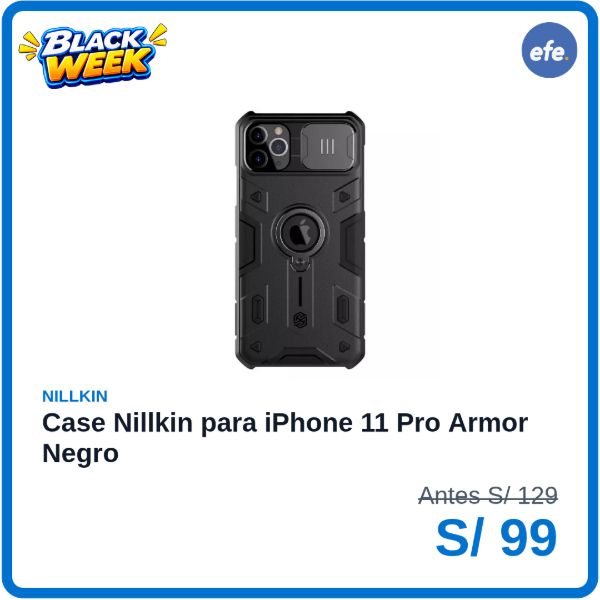 BLACK
WEEK
efe.
NILLKIN
Case Nillkin para iPhone 11 Pro Armor
Negro
Antes S/ 129
S/ 99